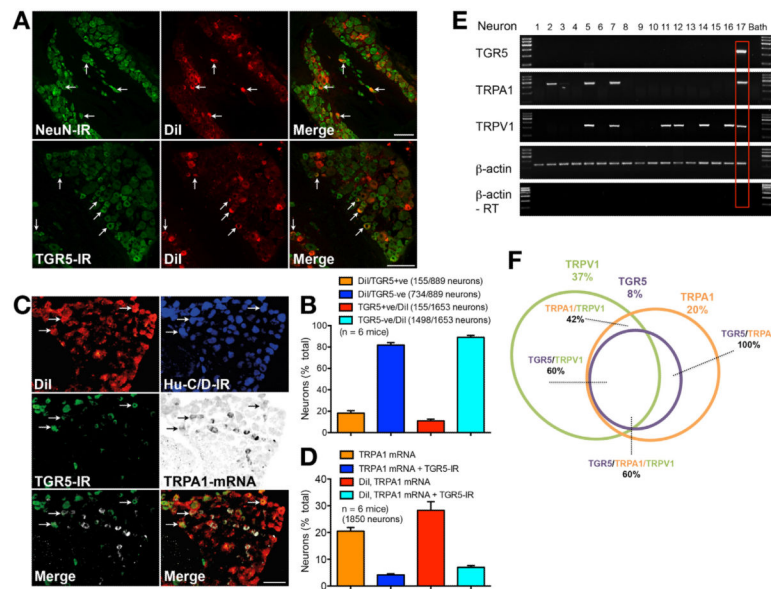 A
NeuN-IR
DiI
Merge
TGR5-IR
DiI
Merge
C
DiI
Hu-C/D-IR
TGR5-IR
TRPA1-mRNA
Merge
Merge
B
DiI/TGR5+ve (155/889 neurons)
DiI/TGR5-ve (734/889 neurons)
TGR5+ve/DiI (155/1653 neurons)
TGR5-ve/DiI (1498/1653 neurons)
(n = 6 mice)
Neurons (% total)
100
80
60
40
20
0
D
TRPA1 mRNA
TRPA1 mRNA + TGR5-IR
DiI, TRPA1 mRNA
DiI, TRPA1 mRNA + TGR5-IR
n = 6 mice)
(1850 neurons)
Neurons (% total)
40
30
20
10
0
E
Neuron 1 2 3 4 5 6 7 8 9 10 11 12 13 14 15 16 17 Bath
TGR5
TRPA1
TRPV1
β-actin
β-actin
- RT
F
TRPV1
37%
TGR5
8%
TRPA1
20%
TRPA1/TRPV1
42%
TGR5/TRPA1
100%
TGR5/TRPV1
60%
TGR5/TRPA1/TRPV1
60%